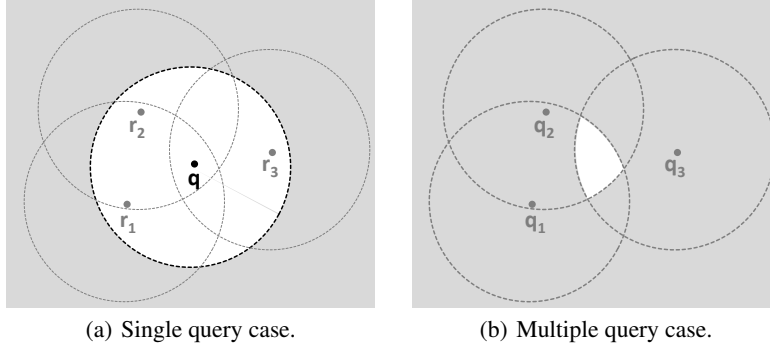 r₂
q
r₃
r₁
q₂
q₃
q₁
(a) Single query case.
(b) Multiple query case.